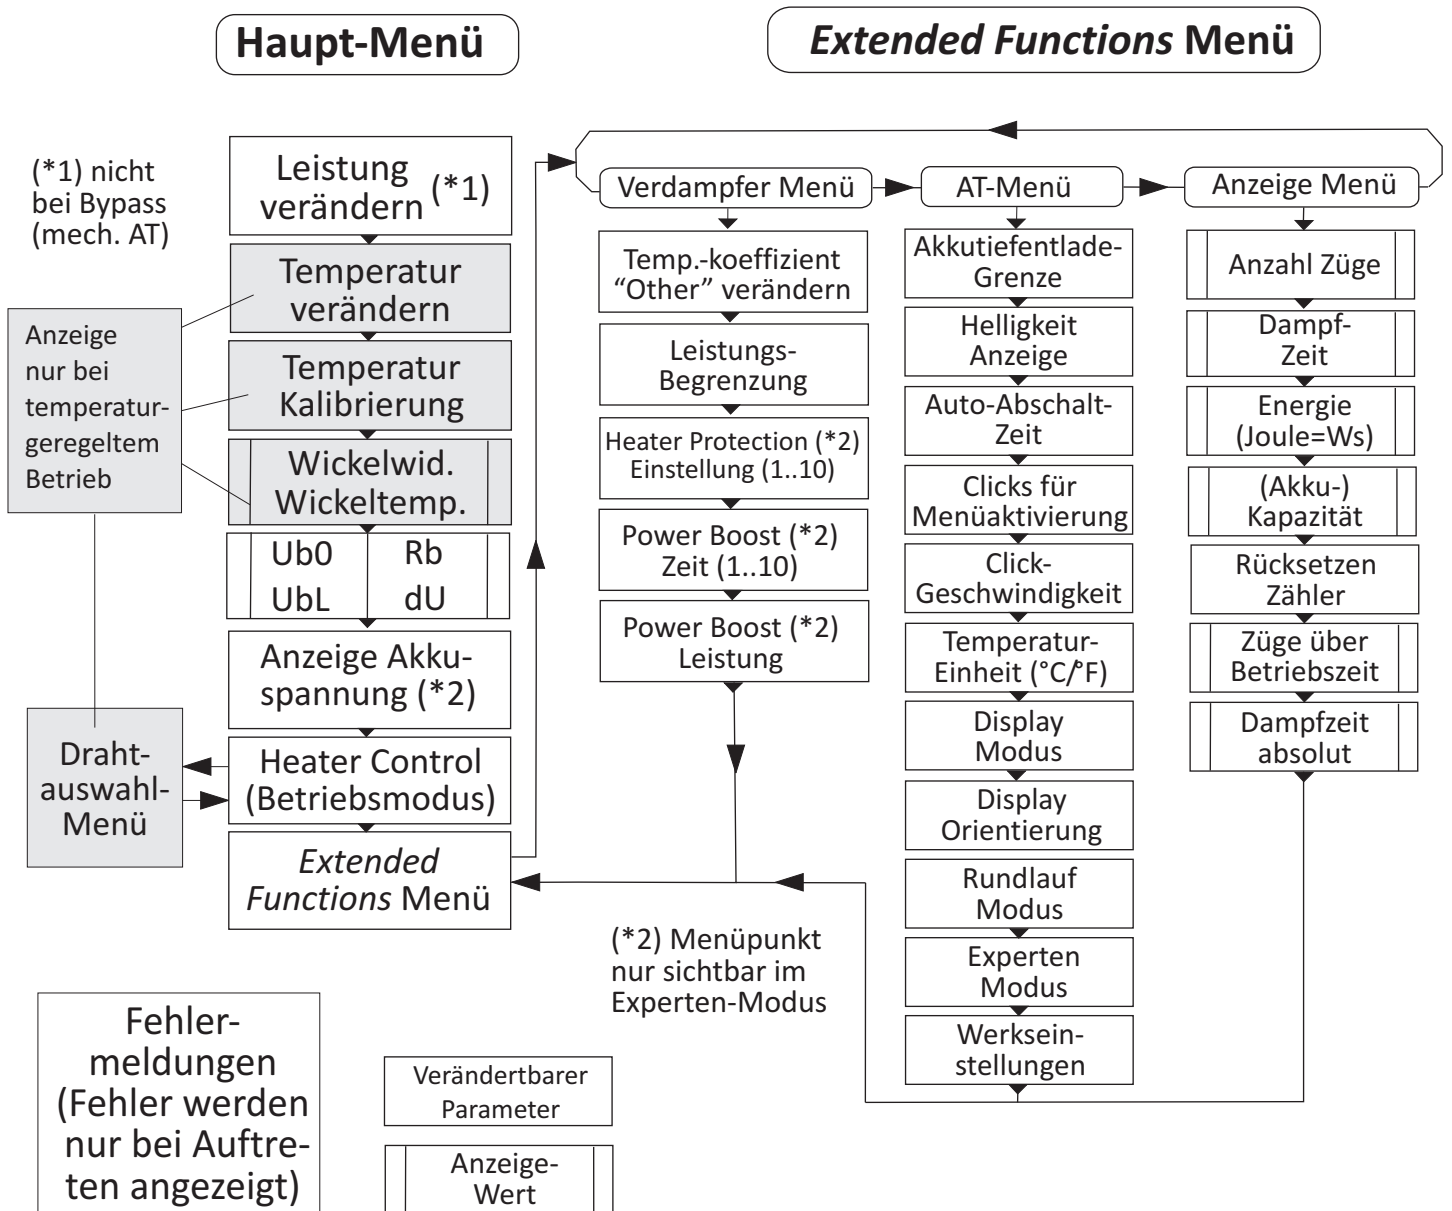 Haupt-Menü
Extended Functions Menü
(*1) nicht
bei Bypass
(mech. AT)
Leistung
verändern (*1)
Temperatur
verändern
Temperatur
Kalibrierung
Wickelwid.
Wickeltemp.
Ub0 Rb
UbL dU
Anzeige Akku-
spannung (*2)
Heater Control
(Betriebsmodus)
Extended
Functions Menü
Anzeige
nur bei
temperatur-
geregeltem
Betrieb
Draht-
auswahl-
Menü
Verdampfer Menü
Temp.-koeffizient
“Other” verändern
Leistungs-
Begrenzung
Heater Protection (*2)
Einstellung (1..10)
Power Boost (*2)
Zeit (1..10)
Power Boost (*2)
Leistung
AT-Menü
Akkutiefentlade-
Grenze
Helligkeit
Anzeige
Auto-Abschalt-
Zeit
Clicks für
Menüaktivierung
Click-
Geschwindigkeit
Temperatur-
Einheit (°C/°F)
Display
Modus
Display
Orientierung
Rundlauf
Modus
Experten
Modus
Werksein-
stellungen
Anzeige Menü
Anzahl Züge
Dampf-
Zeit
Energie
(Joule=Ws)
(Akku-)
Kapazität
Rücksetzen
Zähler
Züge über
Betriebszeit
Dampfzeit
absolut
(*2) Menüpunkt
nur sichtbar im
Experten-Modus
Fehler-
meldungen
(Fehler werden
nur bei Auftre-
ten angezeigt)
Verändertbarer
Parameter
Anzeige-
Wert